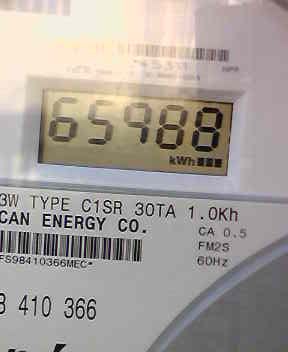 65988
kWh
3W TYPE C1SR 30TA 1.0Kh
CAN ENERGY CO.
CA 0.5
FM2S
60Hz
FS98410366MEC*
8 410 366